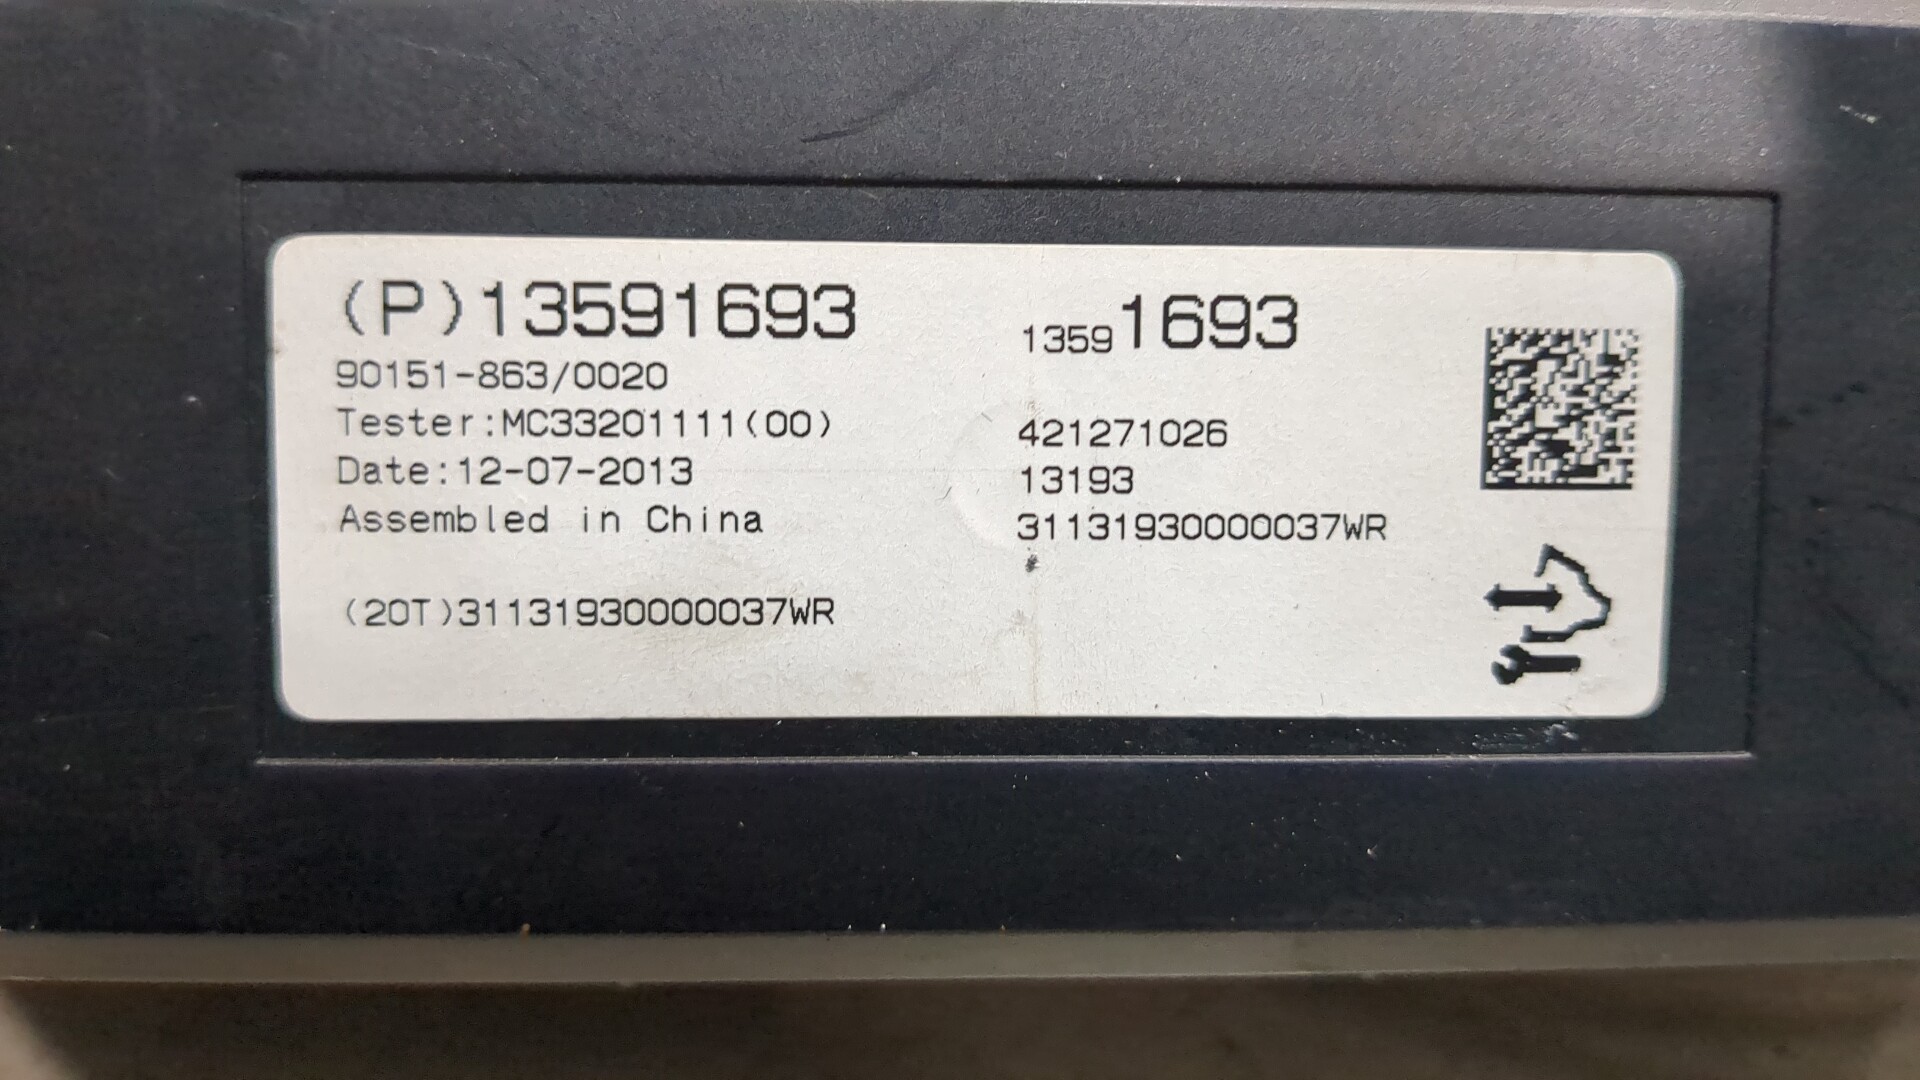 (P)13591693
90151-863/0020
Tester:MC33201111(00)
Date:12-07-2013
Assembled in China
(20T)31131930000037WR
13591693
421271026
13193
31131930000037WR